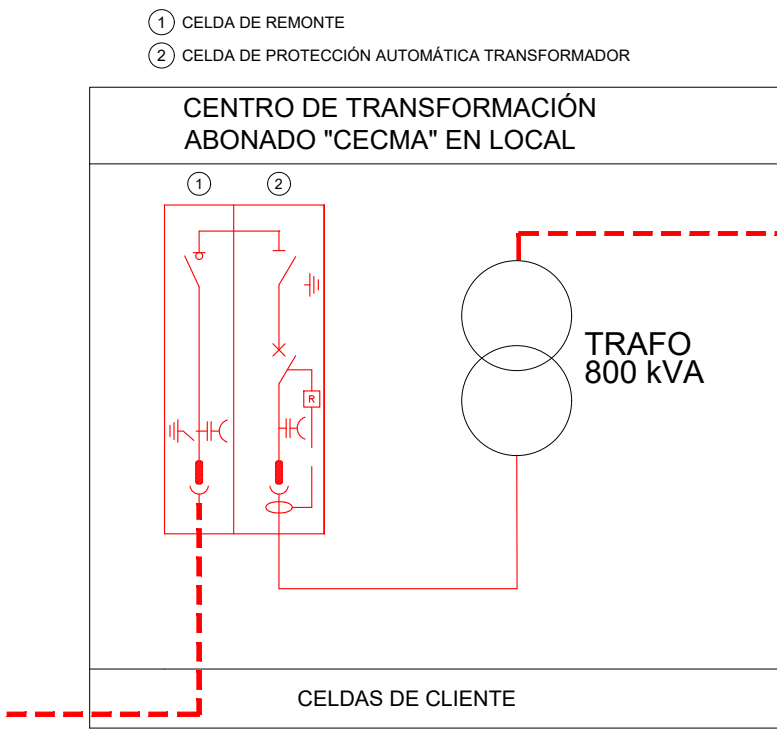 1 CELDA DE REMONTE
2 CELDA DE PROTECCIÓN AUTOMÁTICA TRANSFORMADOR
CENTRO DE TRANSFORMACIÓN
ABONADO "CECMA" EN LOCAL
1 2
R
TRAFO
800 kVA
CELDAS DE CLIENTE